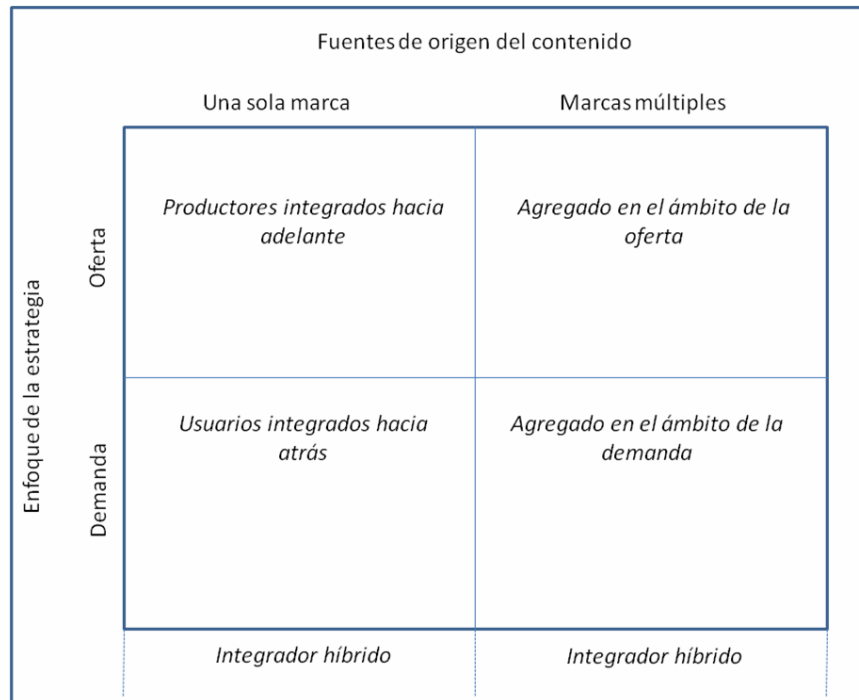 Fuentes de origen del contenido
Una sola marca
Marcas múltiples
Enfoque de la estrategia
Oferta
Productores integrados hacia
adelante
Agregado en el ámbito de la
oferta
Demanda
Usuarios integrados hacia
atrás
Agregado en el ámbito de la
demanda
Integrador híbrido
Integrador híbrido